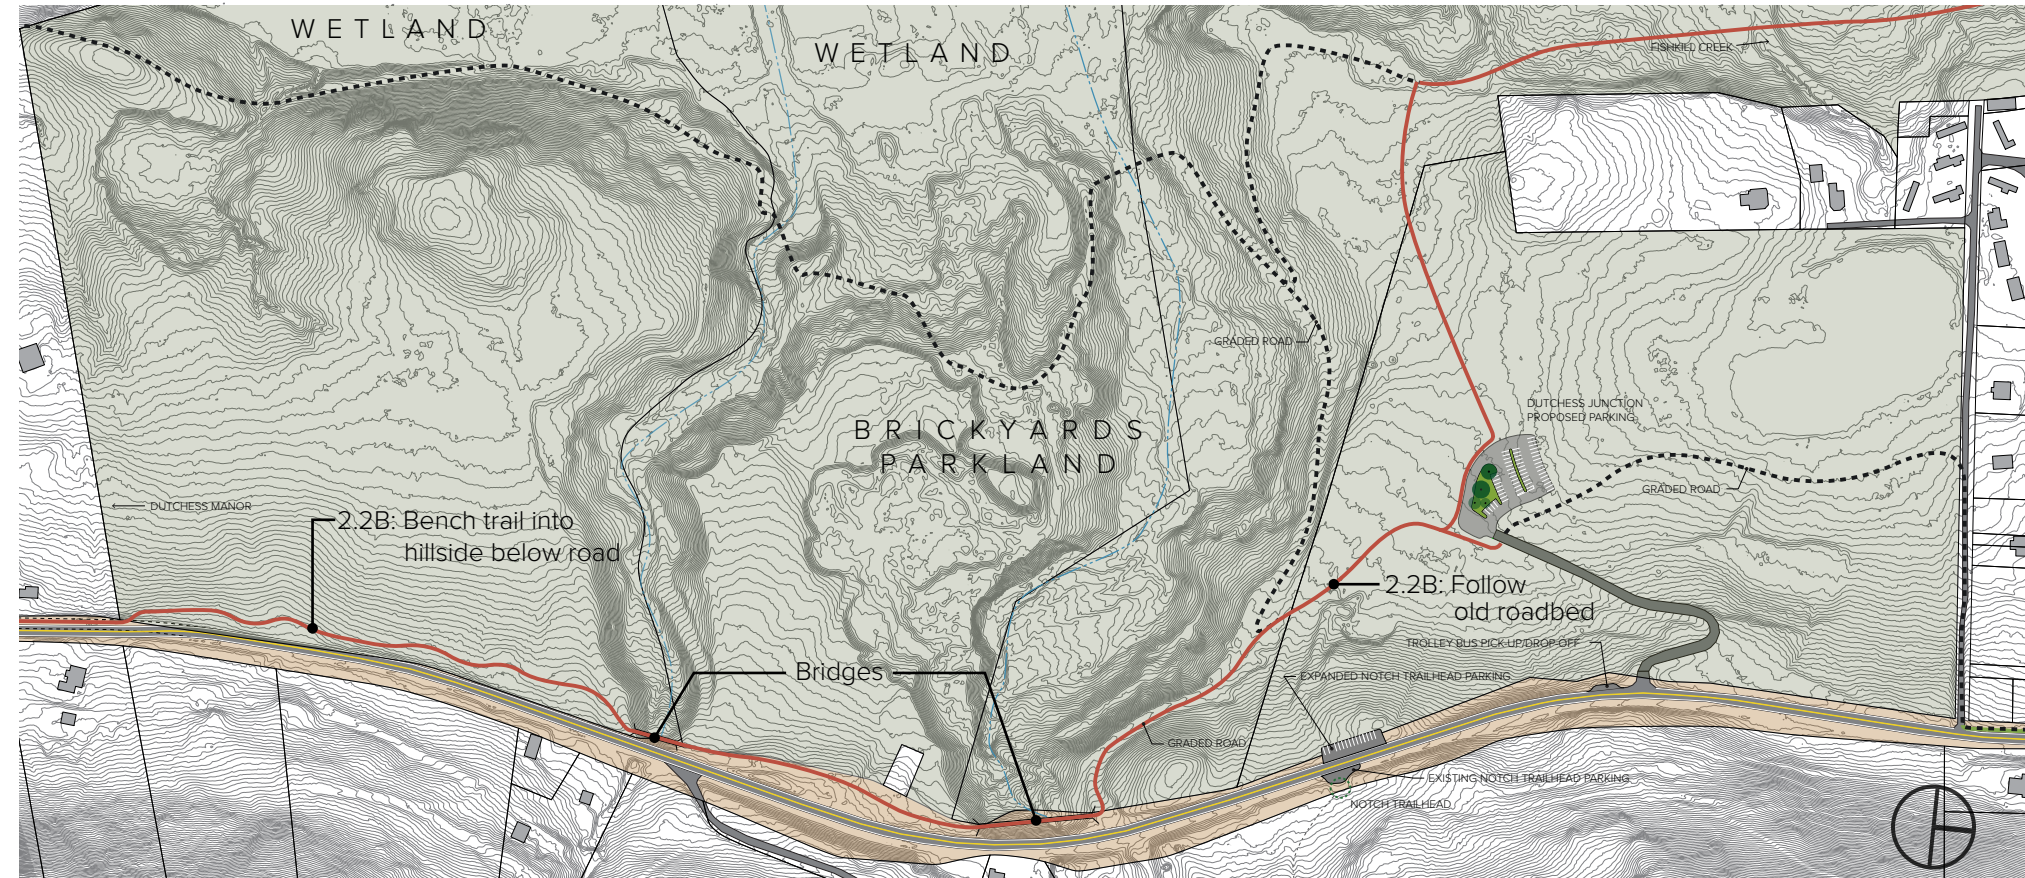 WETLAND
WETLAND
FISHKILL CREEK
GRADED ROAD
DUTCHESS JUNCTION
PROPOSED PARKING
BRICKYARDS
PARKLAND
GRADED ROAD
DUTCHESS MANOR
2.2B: Bench trail into
hillside below road
2.2B: Follow
old roadbed
TROLLEY BUS PICK-UP/DROP-OFF
Bridges
EXPANDED NOTCH TRAILHEAD PARKING
GRADED ROAD
EXISTING NOTCH TRAILHEAD PARKING
NOTCH TRAILHEAD